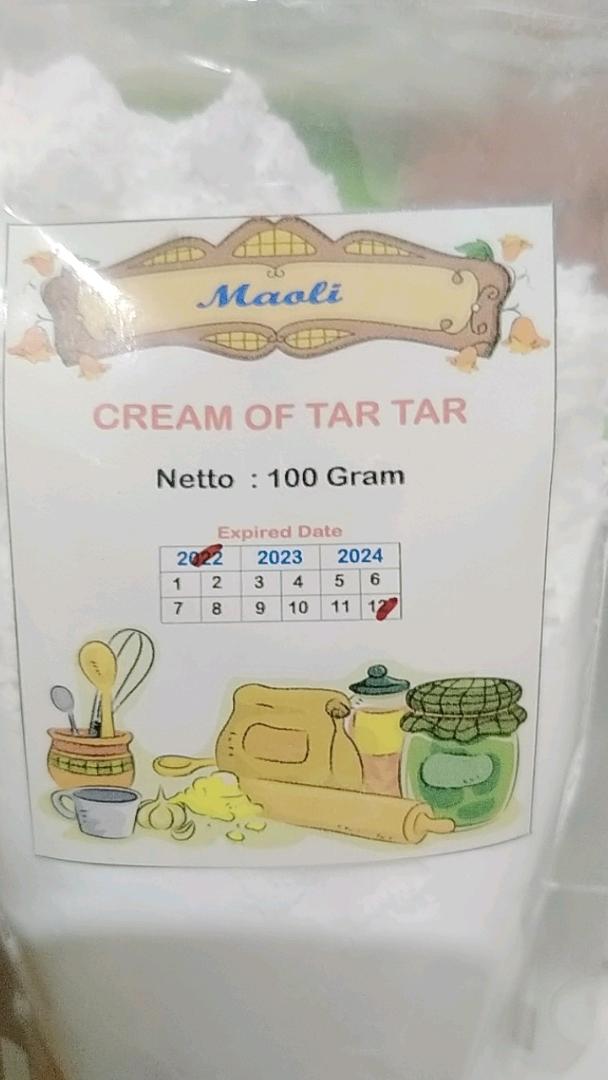 Maoli
CREAM OF TAR TAR
Netto : 100 Gram
Expired Date
2022 2023 2024
1 2 3 4 5 6
7 8 9 10 11 12